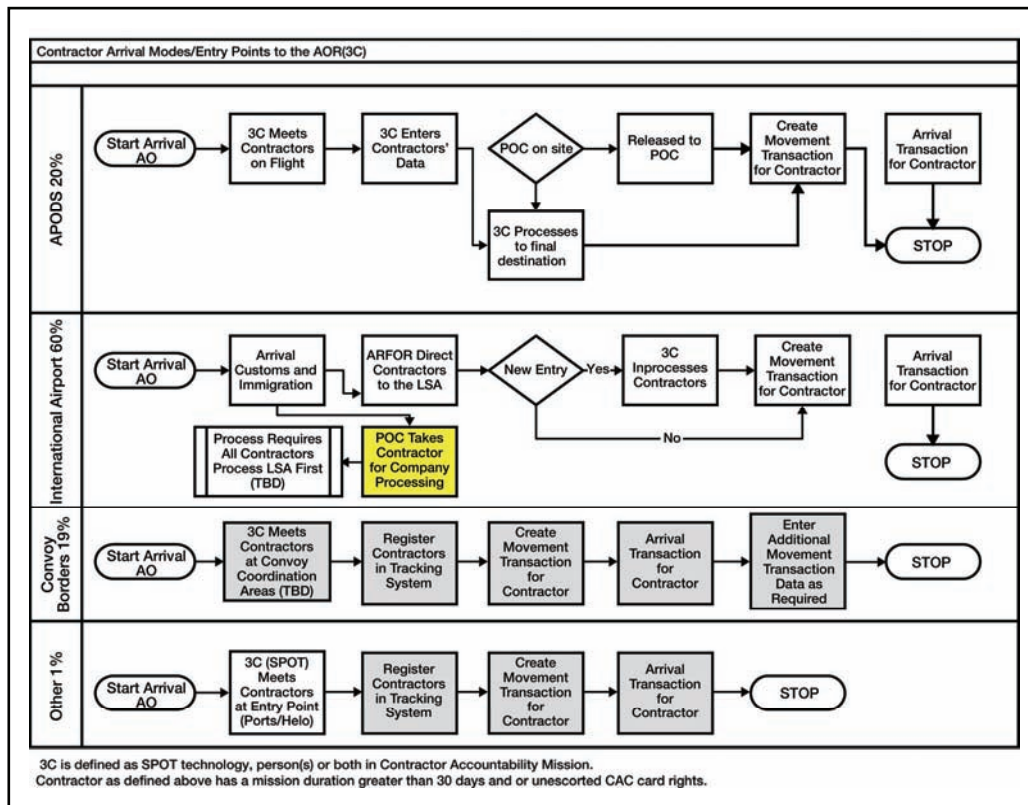 Contractor Arrival Modes/Entry Points to the AOR(3C)
APODS 20%
Start Arrival
AO
3C Meets
Contractors
on Flight
3C Enters
Contractors'
Data
POC on site
Released to
POC
Create
Movement
Transaction
for Contractor
Arrival
Transaction
for Contractor
3C Processes
to final
destination
STOP
International Airport 60%
Start Arrival
AO
Arrival
Customs and
Immigration
ARFOR Direct
Contractors
to the LSA
New Entry
Yes
3C
Inprocesses
Contractors
Create
Movement
Transaction
for Contractor
Arrival
Transaction
for Contractor
No
Process Requires
All Contractors
Process LSA First
(TBD)
POC Takes
Contractor
for Company
Processing
STOP
Convoy
Borders 19%
Start Arrival
AO
3C Meets
Contractors
at Convoy
Coordination
Areas (TBD)
Register
Contractors
in Tracking
System
Create
Movement
Transaction
for
Contractor
Arrival
Transaction
for
Contractor
Enter
Additional
Movement
Transaction
Data as
Required
STOP
Other 1%
Start Arrival
AO
3C (SPOT)
Meets
Contractors
at Entry Point
(Ports/Helo)
Register
Contractors
in Tracking
System
Create
Movement
Transaction
for
Contractor
Arrival
Transaction
for
Contractor
STOP
3C is defined as SPOT technology, person(s) or both in Contractor Accountability Mission.
Contractor as defined above has a mission duration greater than 30 days and or unescorted CAC card rights.